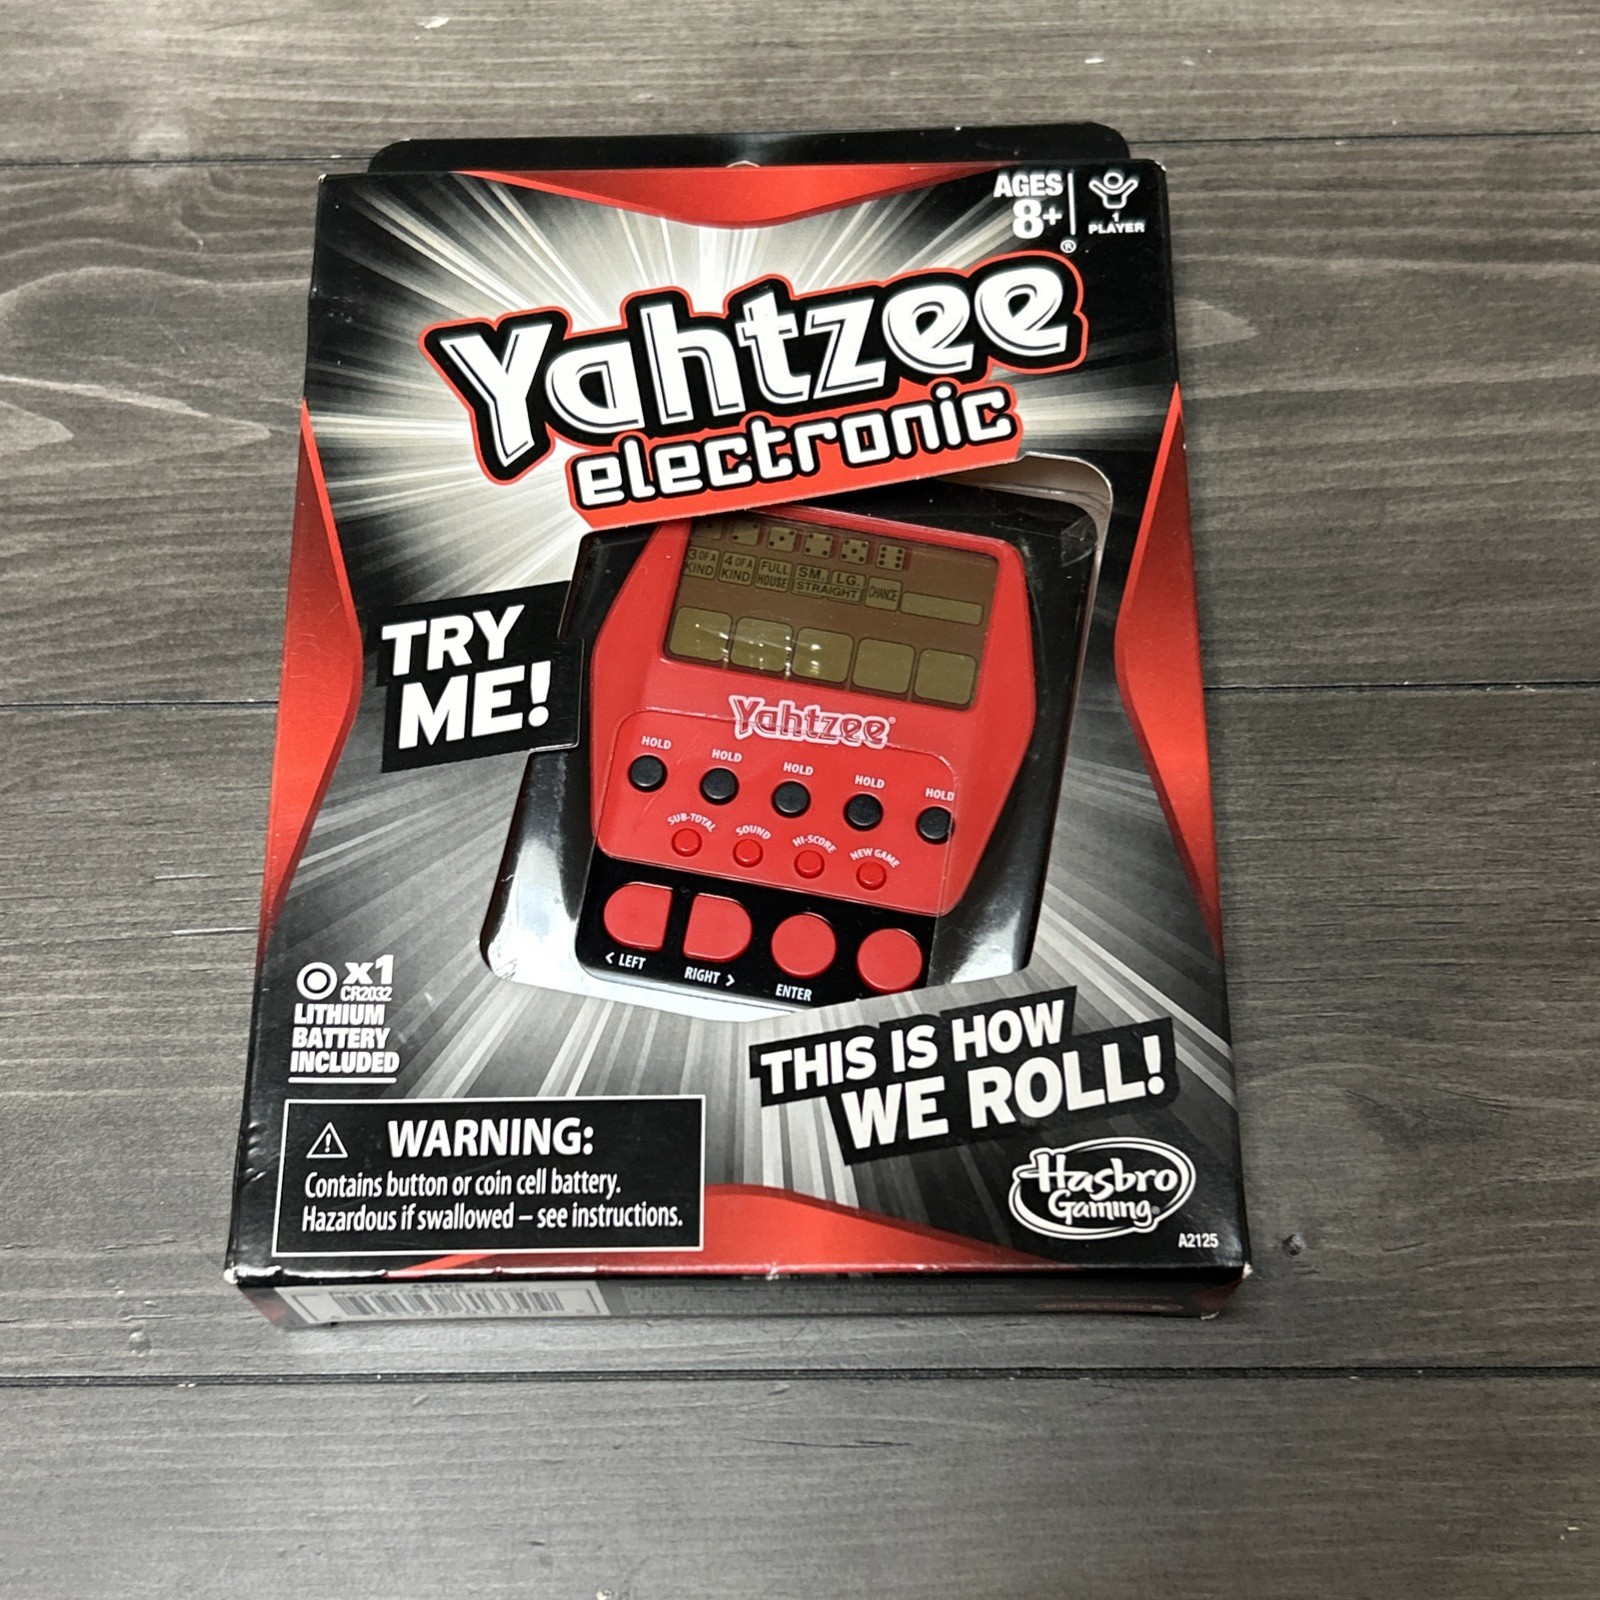 AGES
8+
1
PLAYER
Yahtzee®
electronic
3 OF A
KIND
4 OF A
KIND
FULL
HOUSE
SM. LG.
STRAIGHT
CHANCE
TRY
ME!
Yahtzee®
HOLD HOLD HOLD HOLD HOLD
SUB-TOTAL SOUND HI-SCORE NEW GAME
< LEFT RIGHT > ENTER
x1
CR2032
LITHIUM
BATTERY
INCLUDED
THIS IS HOW
WE ROLL!
WARNING:
Contains button or coin cell battery.
Hazardous if swallowed – see instructions.
Hasbro
Gaming
A2125